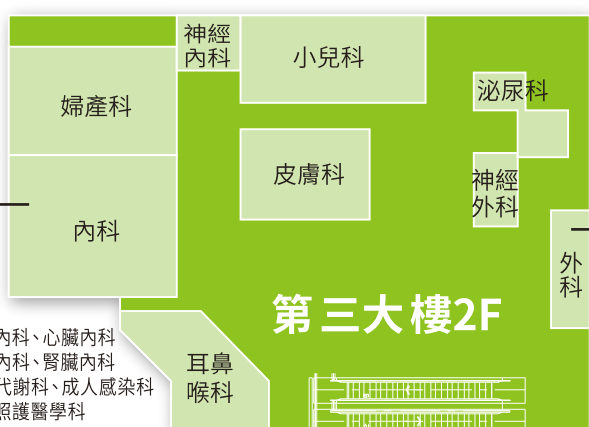 神經
內科
小兒科
婦產科
泌尿科
皮膚科
神經
外科
內科
外
科
第三大樓2F
內科、心臟內科
內科、腎臟內科
代謝科、成人感染科
照護醫學科
耳鼻
喉科